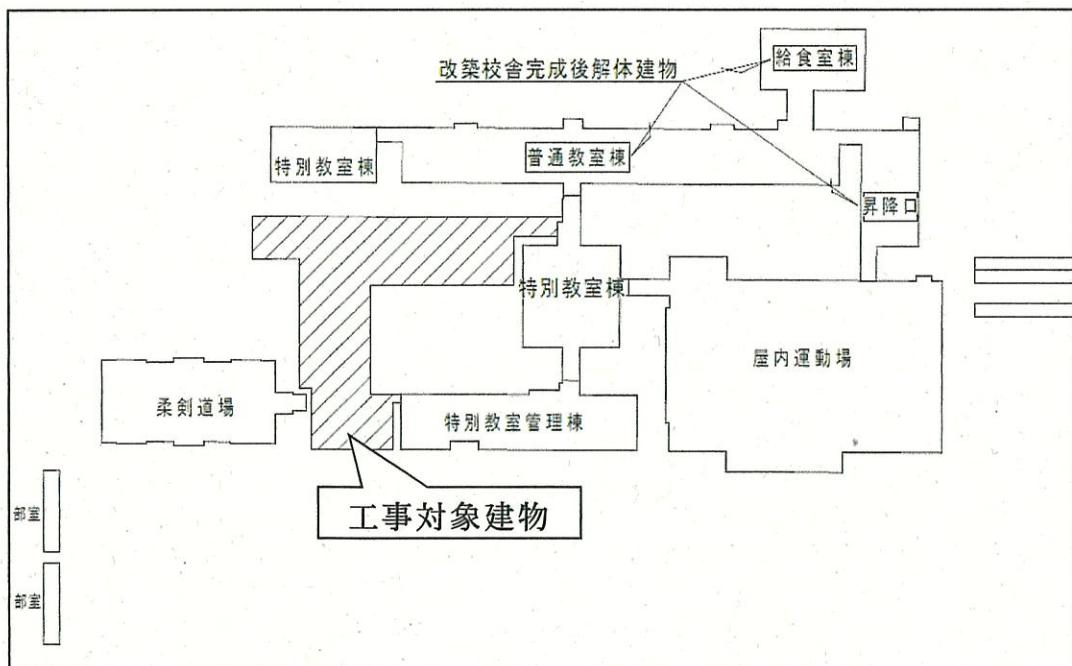 給食室棟
改築校舎完成後解体建物
特別教室棟
普通教室棟
昇降口
特別教室棟
屋内運動場
柔剣道場
特別教室管理棟
工事対象建物
部室
部室